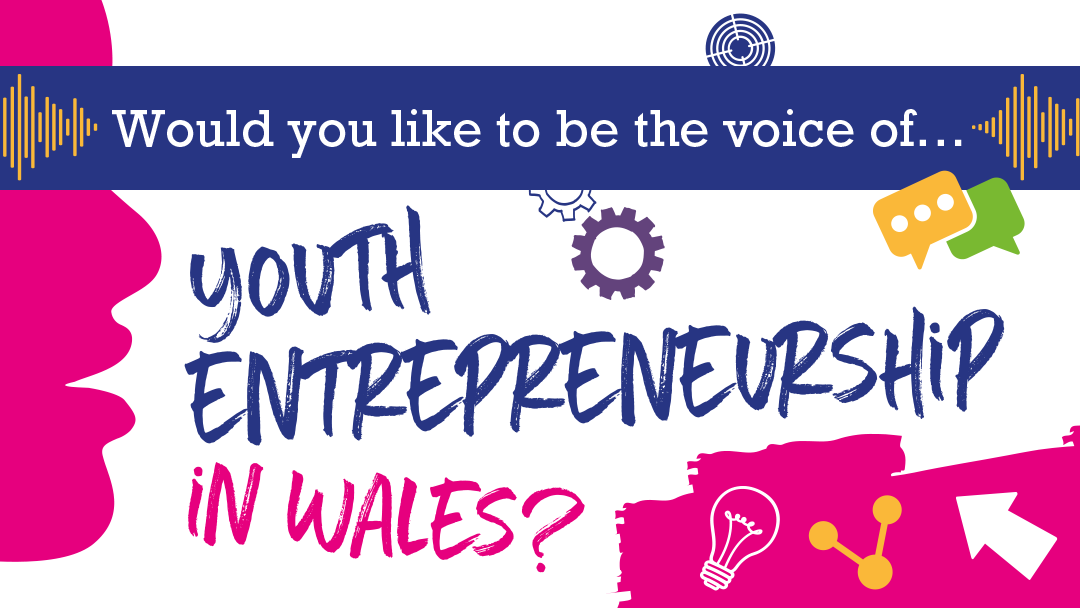 Would you like to be the voice of...
YOUTH
ENTREPRENEURSHIP
iN WALES?